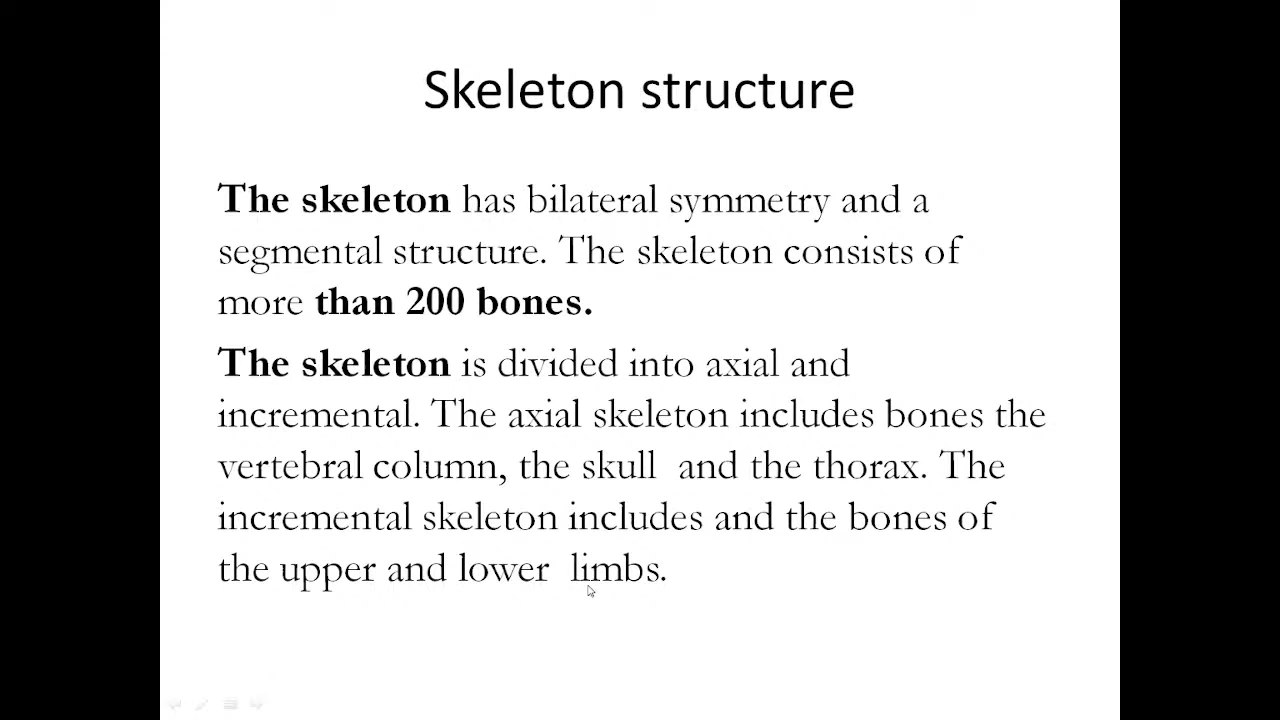 Skeleton structure
The skeleton has bilateral symmetry and a
segmental structure. The skeleton consists of
more than 200 bones.
The skeleton is divided into axial and
incremental. The axial skeleton includes bones the
vertebral column, the skull  and the thorax. The
incremental skeleton includes and the bones of
the upper and lower  limbs.